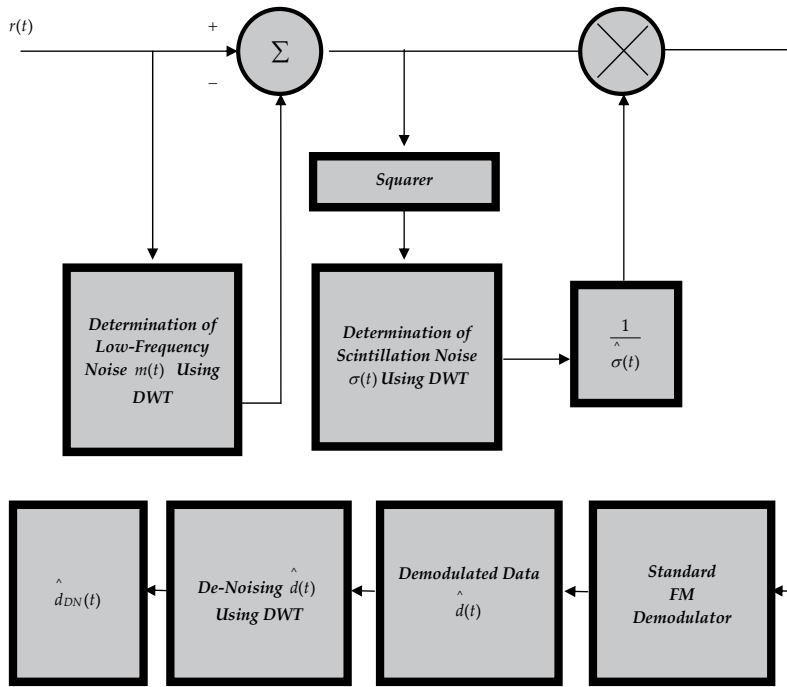 r(t)
+
−
Σ
Squarer
Determination of
Low-Frequency
Noise m(t) Using
DWT
Determination of
Scintillation Noise
σ(t) Using DWT
1
^
σ(t)
^
d_DN(t)
De-Noising ^d(t)
Using DWT
Demodulated Data
^
d(t)
Standard
FM
Demodulator